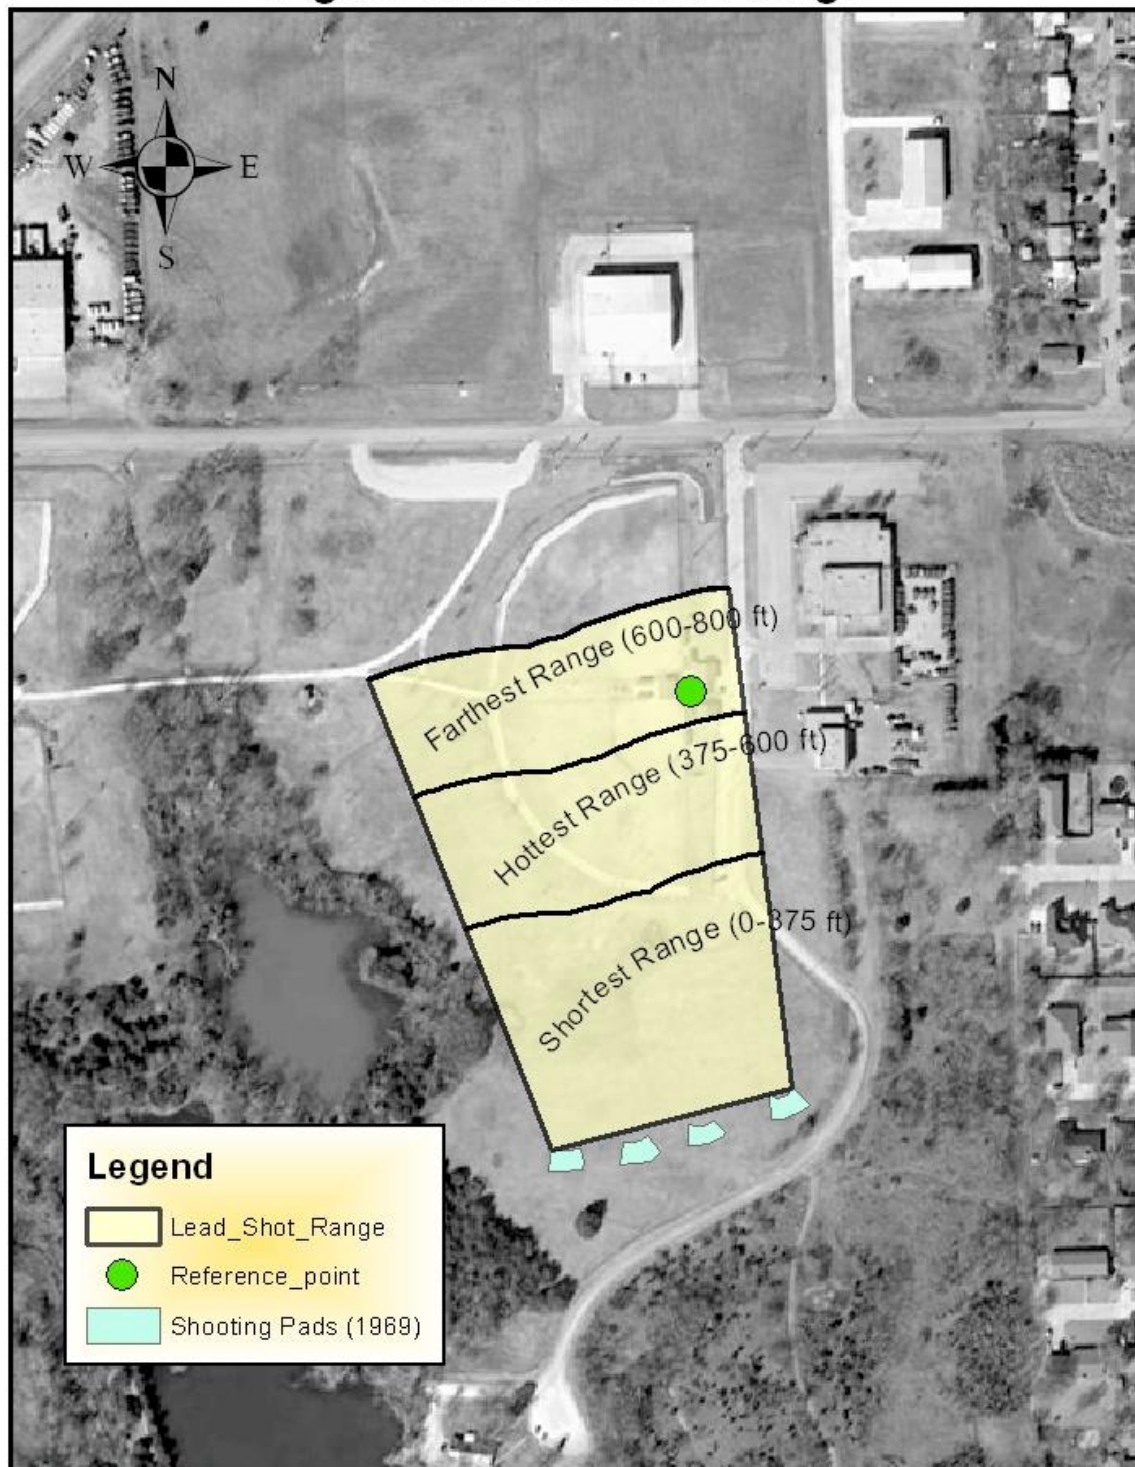 N
W E
S
Farthest Range (600-800 ft)
Hottest Range (375-600 ft)
Shortest Range (0-375 ft)
Legend
Lead_Shot_Range
Reference_point
Shooting Pads (1969)